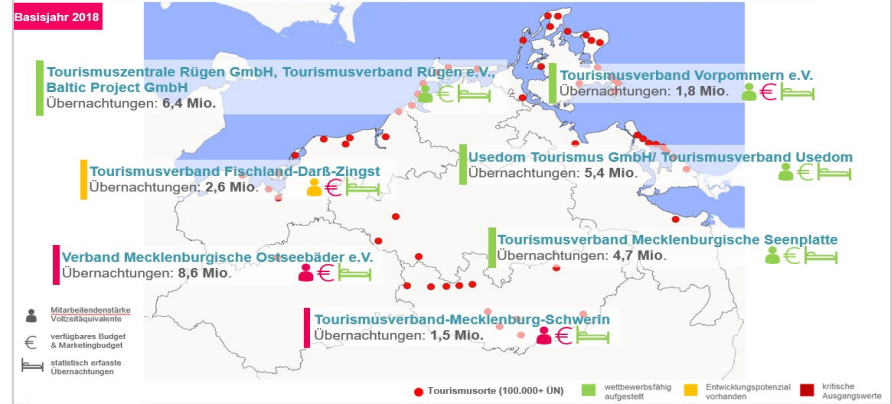 Basisjahr 2018
Tourismuszentrale Rügen GmbH, Tourismusverband Rügen e.V.,
Baltic Project GmbH
Übernachtungen: 6,4 Mio.
Tourismusverband Vorpommern e.V.
Übernachtungen: 1,8 Mio.
Tourismusverband Fischland-Darß-Zingst
Übernachtungen: 2,6 Mio.
Usedom Tourismus GmbH/ Tourismusverband Usedom
Übernachtungen: 5,4 Mio.
Verband Mecklenburgische Ostseebäder e.V.
Übernachtungen: 8,6 Mio.
Tourismusverband Mecklenburgische Seenplatte
Übernachtungen: 4,7 Mio.
Tourismusverband-Mecklenburg-Schwerin
Übernachtungen: 1,5 Mio.
Mitarbeitendenstärke
Vollzeitäquivalente
€ verfügbares Budget
& Marketingbudget
statistisch erfasste
Übernachtungen
Tourismusorte (100.000+ ÜN)
wettbewerbsfähig
aufgestellt
Entwicklungspotenzial
vorhanden
kritische
Ausgangswerte